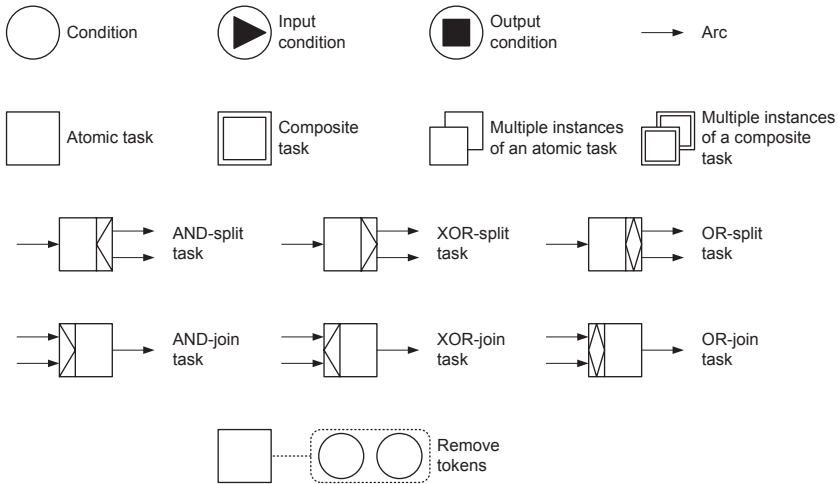 Condition
Input
condition
Output
condition
Arc
Atomic task
Composite
task
Multiple instances
of an atomic task
Multiple instances
of a composite
task
AND-split
task
XOR-split
task
OR-split
task
AND-join
task
XOR-join
task
OR-join
task
Remove
tokens